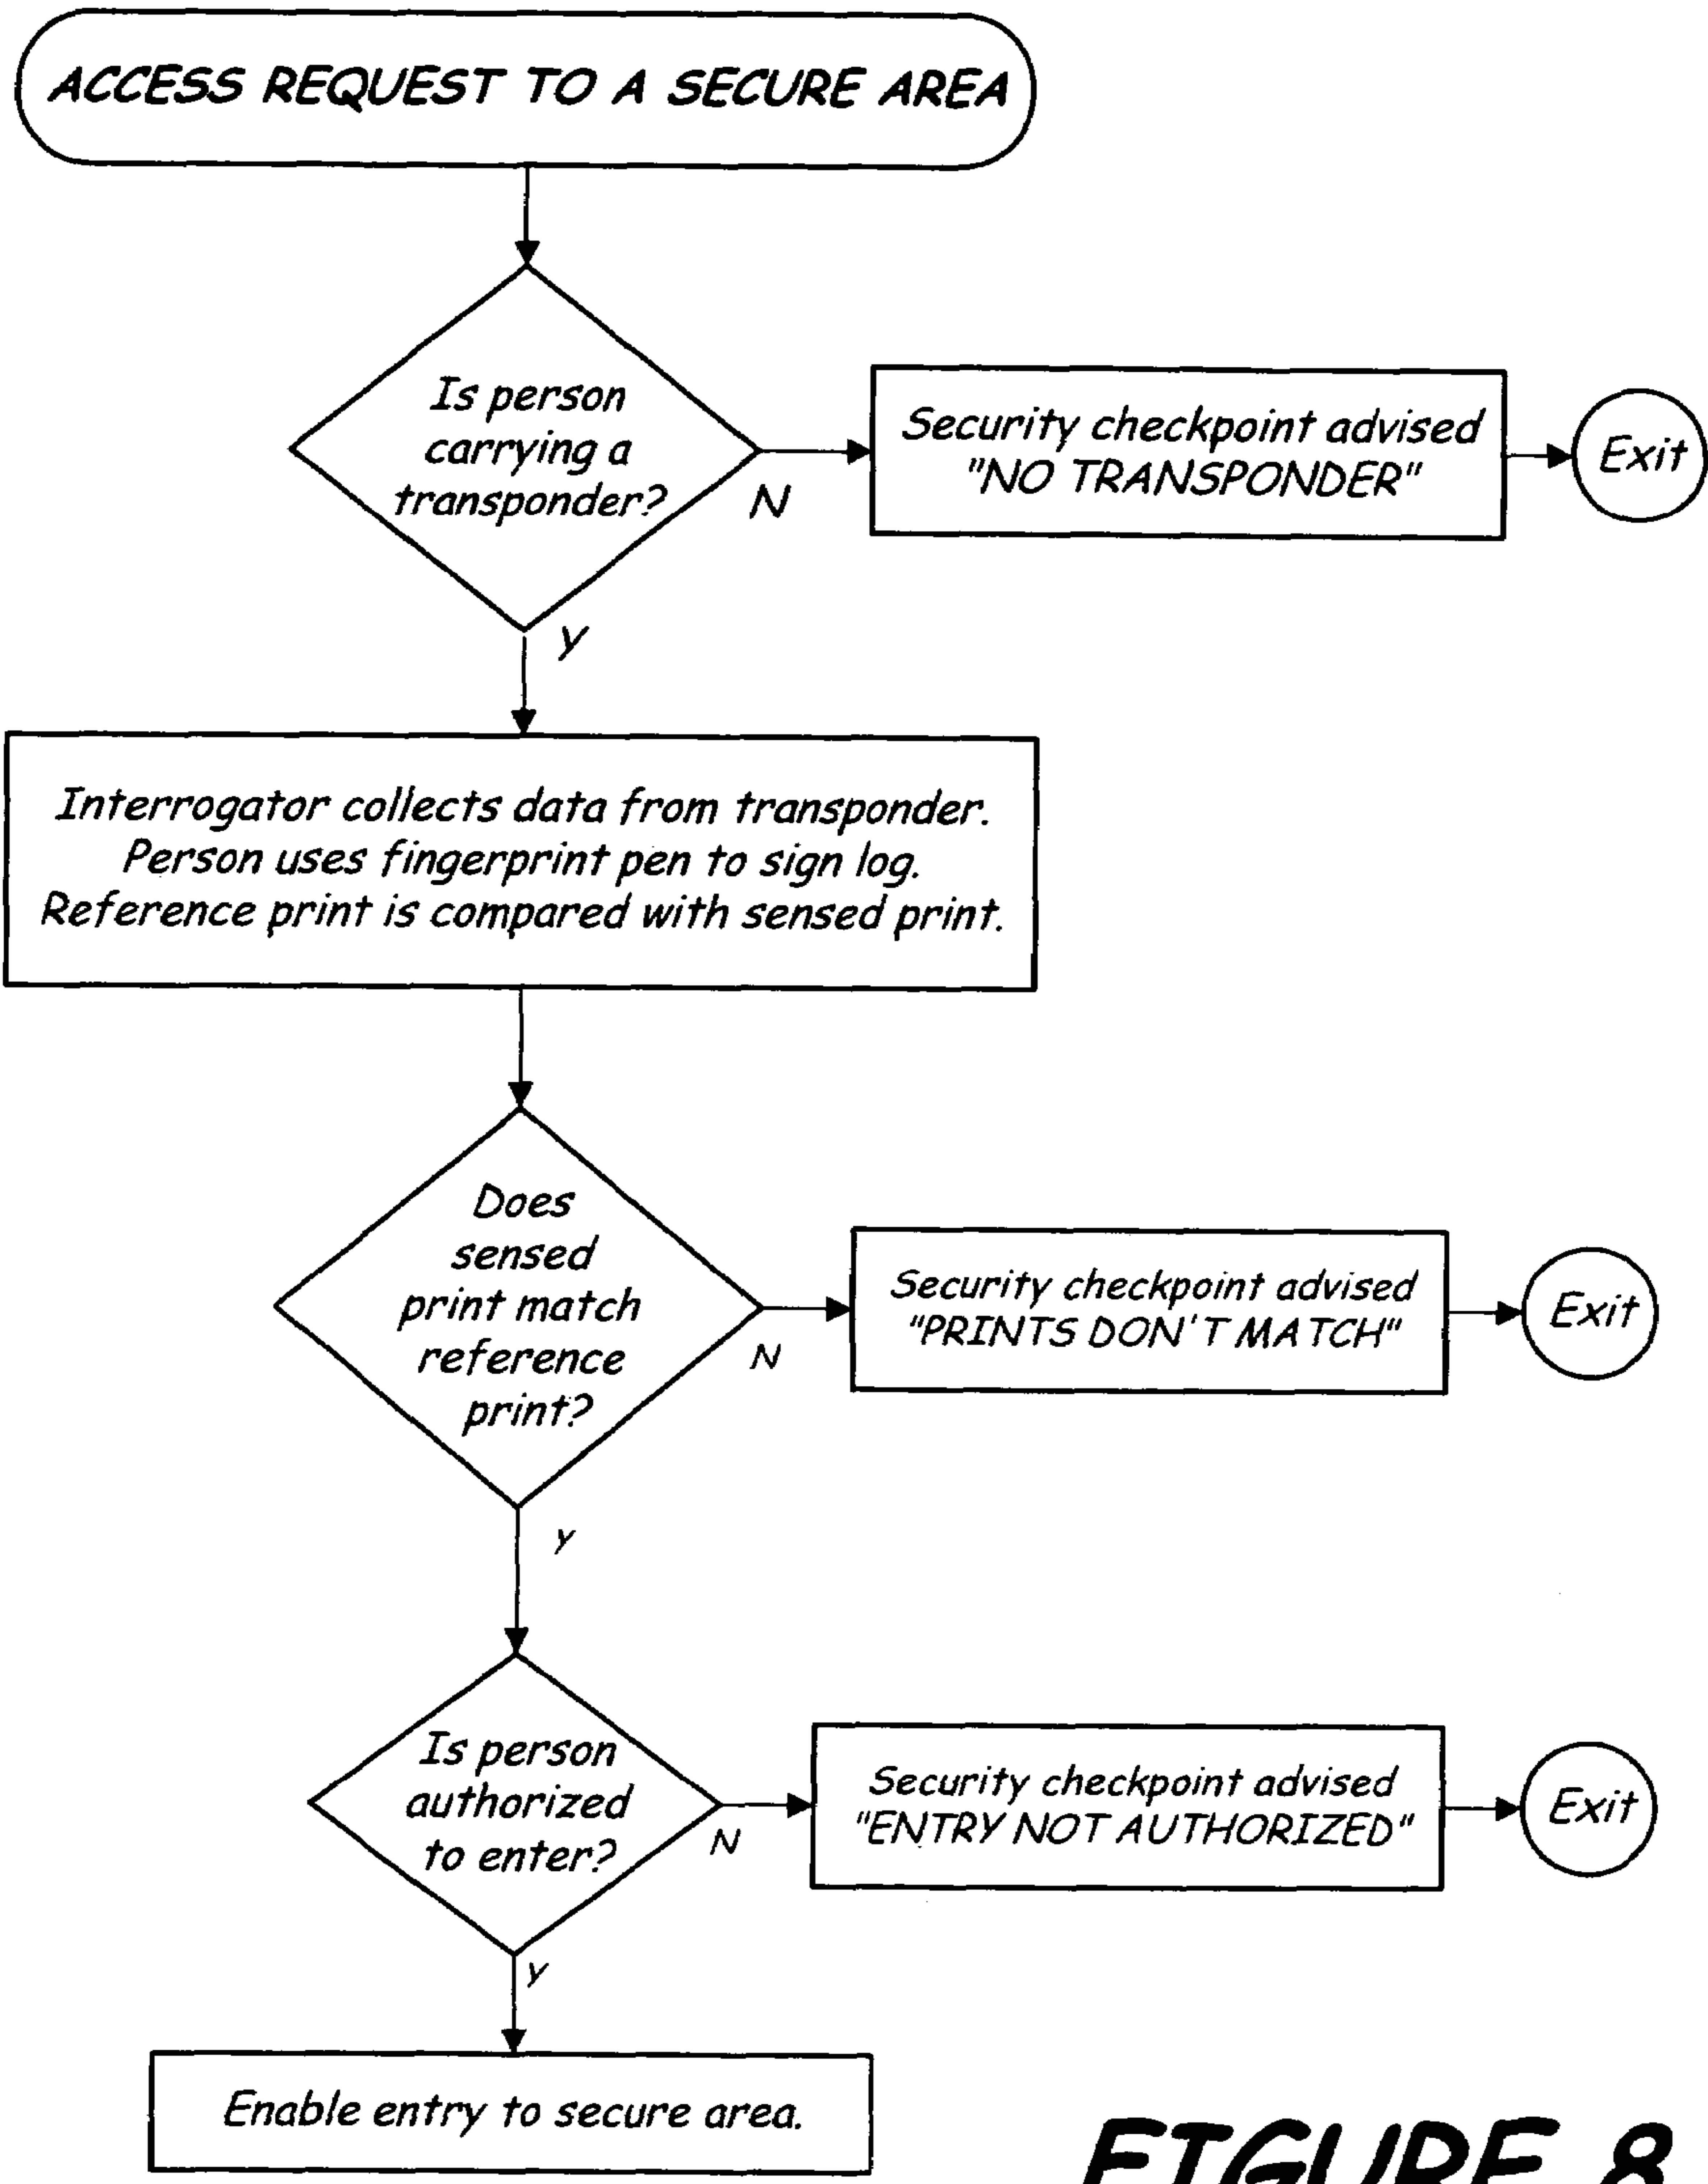 ACCESS REQUEST TO A SECURE AREA
Is person
carrying a
transponder?
N
Security checkpoint advised
"NO TRANSPONDER"
Exit
Y
Interrogator collects data from transponder.
Person uses fingerprint pen to sign log.
Reference print is compared with sensed print.
Does
sensed
print match
reference
print?
N
Security checkpoint advised
"PRINTS DON'T MATCH"
Exit
Y
Is person
authorized
to enter?
N
Security checkpoint advised
"ENTRY NOT AUTHORIZED"
Exit
Y
Enable entry to secure area.
FIGURE 8